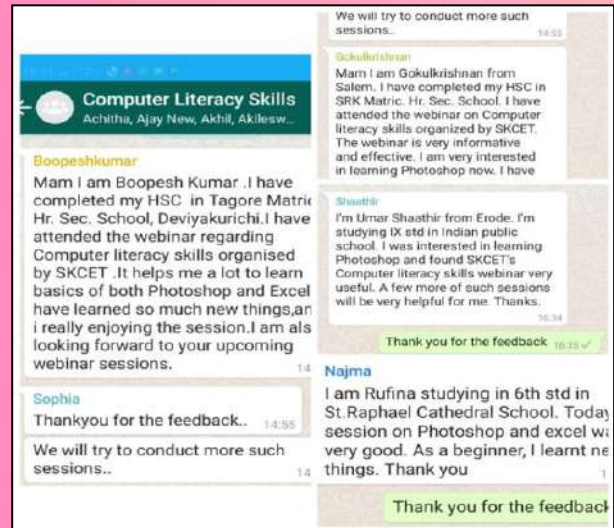 Computer Literacy Skills
Achitha, Ajay New, Akhil, Akilesw...
Boopeshkumar
Mam I am Boopesh Kumar .I have
completed my HSC in Tagore Matric
Hr. Sec. School, Deviyakurichi.I have
attended the webinar regarding
Computer literacy skills organised
by SKCET .It helps me a lot to learn
basics of both Photoshop and Excel
have learned so much new things,an
i really enjoying the session.I am als
looking forward to your upcoming
webinar sessions.
14
Sophia
Thankyou for the feedback.. 14:55
We will try to conduct more such
sessions..
14
We will try to conduct more such
sessions.. 14:55
Gokulkrishnan
Mam I am Gokulkrishnan from
Salem. I have completed my HSC in
SRK Matric. Hr. Sec. School. I have
attended the webinar on Computer
literacy skills organized by SKCET.
The webinar is very informative
and effective. I am very interested
in learning Photoshop now. I have
Shaathir
I'm Umar Shaathir from Erode. I'm
studying IX std in Indian public
school. I was interested in learning
Photoshop and found SKCET's
Computer literacy skills webinar very
useful. A few more of such sessions
will be very helpful for me. Thanks.
16:34
Thank you for the feedback 16:35
Najma
I am Rufina studying in 6th std in
St.Raphael Cathedral School. Today
session on Photoshop and excel wa
very good. As a beginner, I learnt ne
things. Thank you
1
Thank you for the feedback